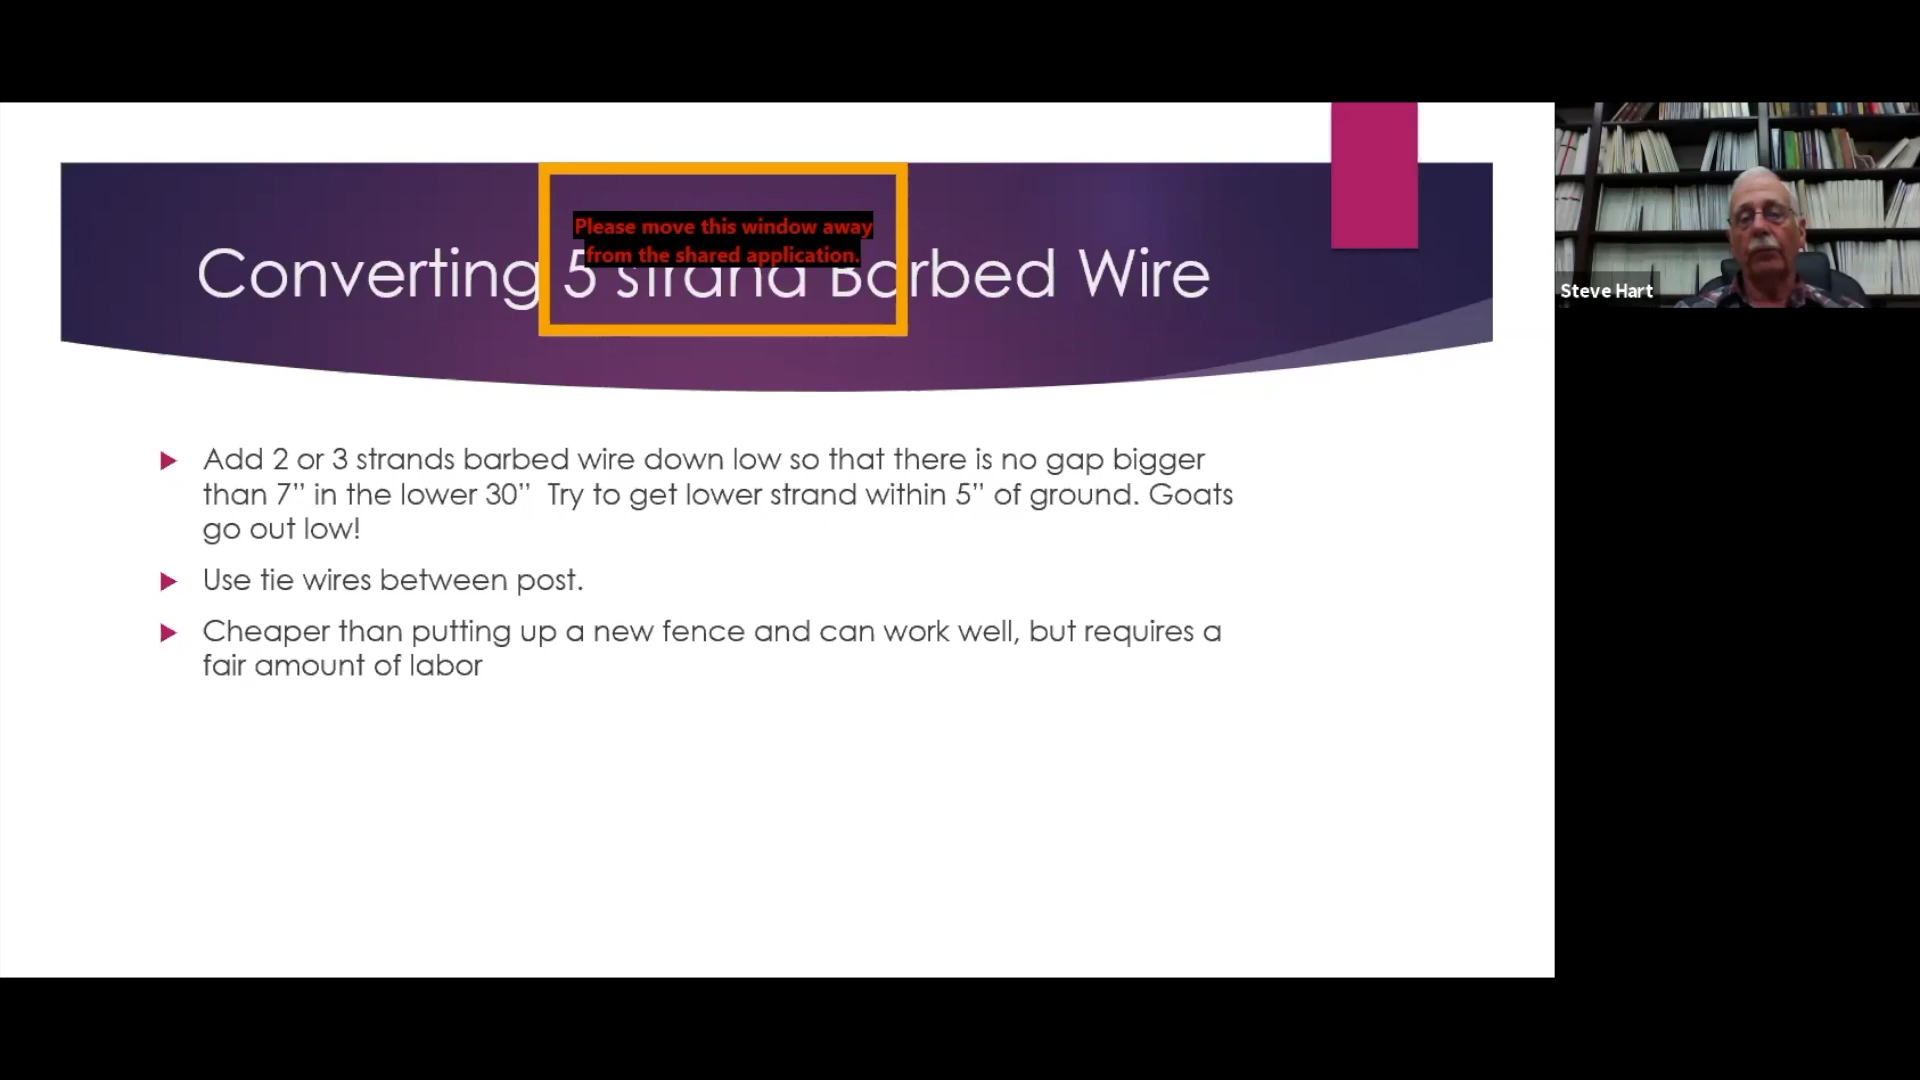 Please move this window away
from the shared application.
Converting 5 strand Barbed Wire
Add 2 or 3 strands barbed wire down low so that there is no gap bigger
than 7” in the lower 30”  Try to get lower strand within 5” of ground. Goats
go out low!
Use tie wires between post.
Cheaper than putting up a new fence and can work well, but requires a
fair amount of labor
Steve Hart